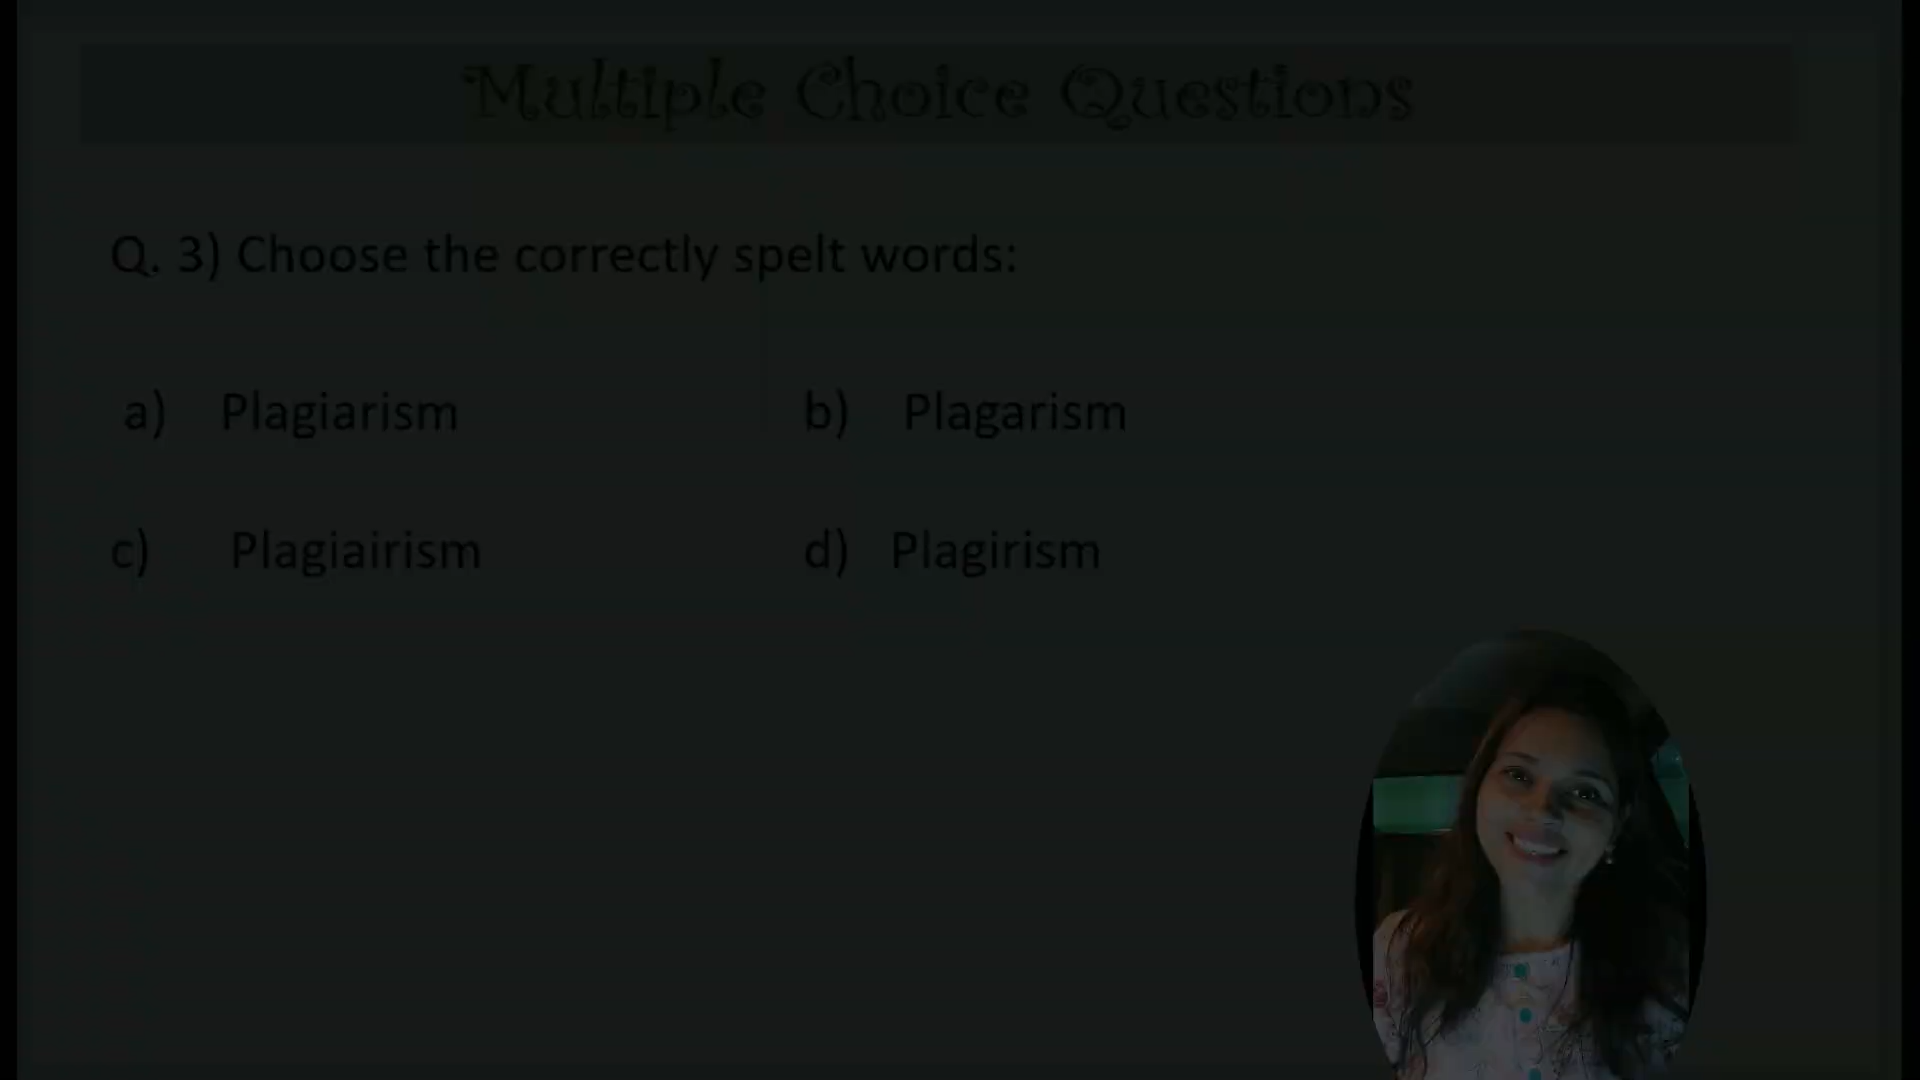 Multiple Choice Questions
Q. 3) Choose the correctly spelt words:
a) Plagiarism b) Plagarism
c) Plagiairism d) Plagirism